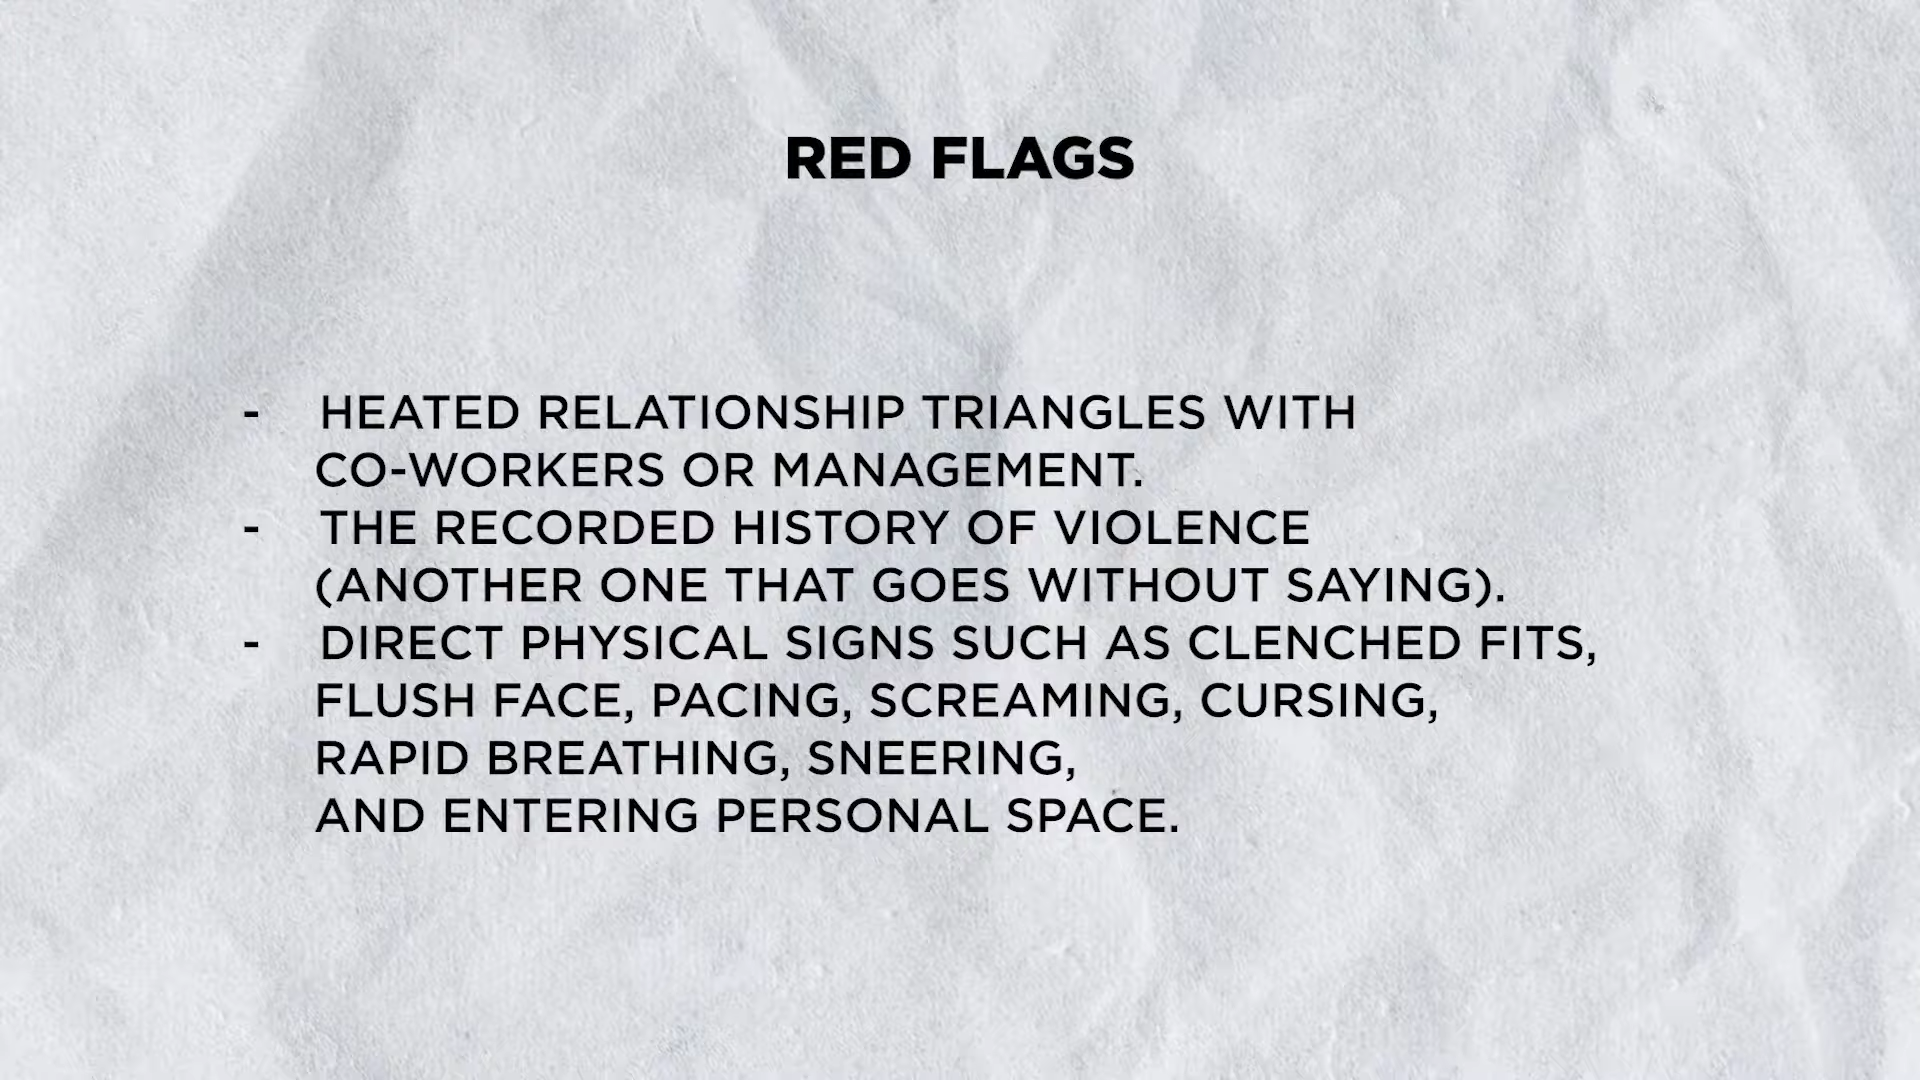 RED FLAGS
- HEATED RELATIONSHIP TRIANGLES WITH
CO-WORKERS OR MANAGEMENT.
- THE RECORDED HISTORY OF VIOLENCE
(ANOTHER ONE THAT GOES WITHOUT SAYING).
- DIRECT PHYSICAL SIGNS SUCH AS CLENCHED FITS,
FLUSH FACE, PACING, SCREAMING, CURSING,
RAPID BREATHING, SNEERING,
AND ENTERING PERSONAL SPACE.